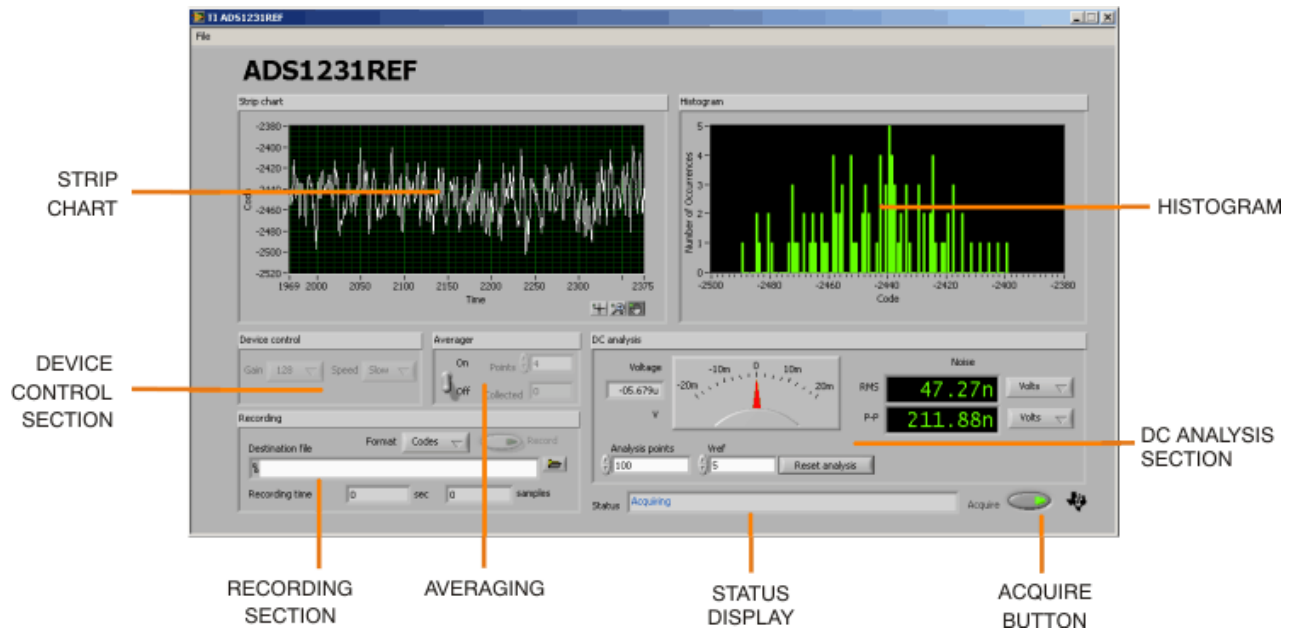 TI ADS1231REF
File
ADS1231REF
Strip chart
-2380
-2400
-2420
-2440
-2460
-2480
-2500
-2520
Code
1969 2000 2050 2100 2150 2200 2250 2300 2375
Time
Histogram
5
4
3
2
1
0
Number of Occurrences
-2500 -2480 -2460 -2440 -2420 -2400 -2380
Code
STRIP
CHART
HISTOGRAM
Device control
Gain 128 Speed Slow
Averager
On
Off
Points 4
Collected 0
DC analysis
Voltage
-05.679u
V
-20m -10m 0 10m 20m
Noise
RMS 47.27n Volts
P-P 211.88n Volts
Analysis points
100
Vref
5
Reset analysis
Recording
Format Codes Record
Destination file
Recording time 0 sec 0 samples
Status Acquiring
Acquire
DEVICE
CONTROL
SECTION
DC ANALYSIS
SECTION
RECORDING
SECTION
AVERAGING
STATUS
DISPLAY
ACQUIRE
BUTTON